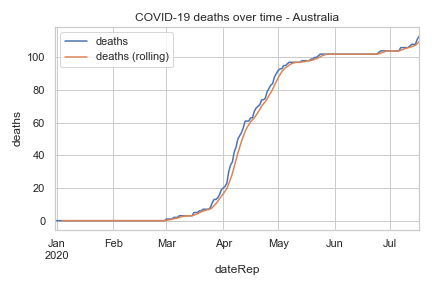 COVID-19 deaths over time - Australia
deaths
deaths (rolling)
deaths
100
80
60
40
20
0
Jan Feb Mar Apr May Jun Jul
2020
dateRep